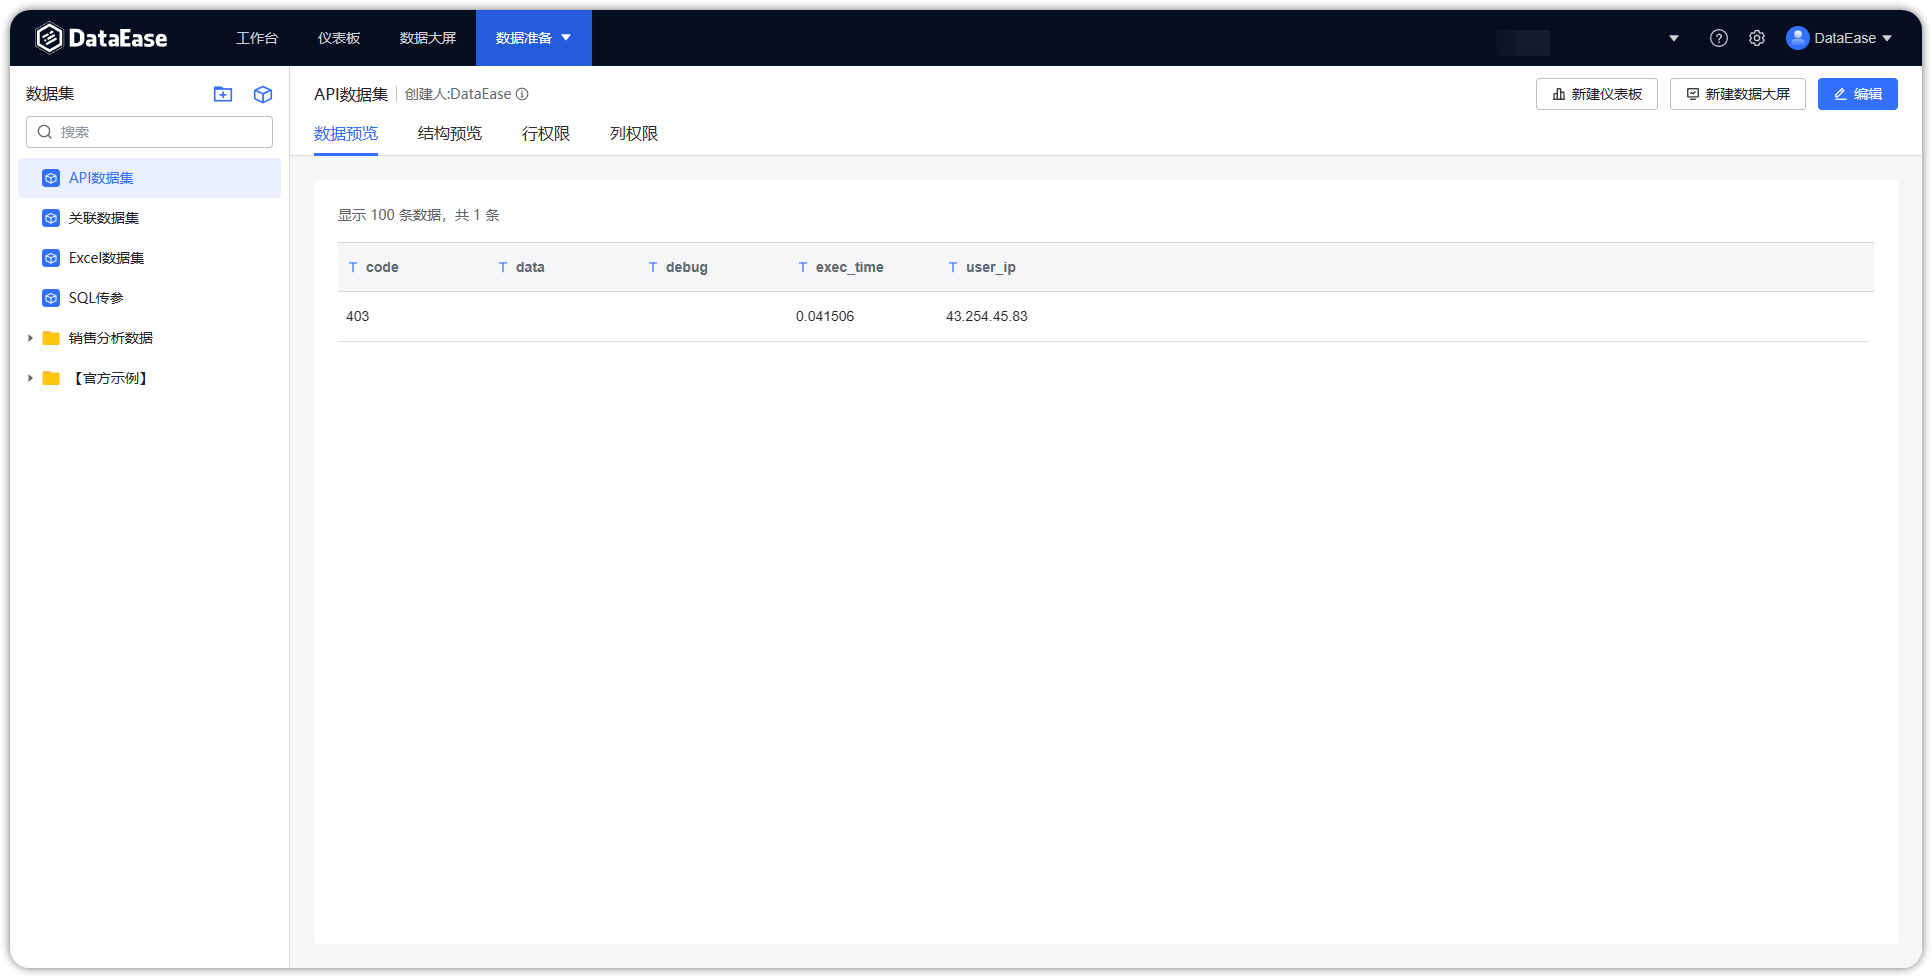 DataEase 工作台 仪表板 数据大屏 数据准备 DataEase
数据集
搜索
API数据集
关联数据集
Excel数据集
SQL传参
销售分析数据
【官方示例】
API数据集 创建人:DataEase 新建仪表板 新建数据大屏 编辑
数据预览 结构预览 行权限 列权限
显示 100 条数据，共 1 条
T code T data T debug T exec_time T user_ip
403 0.041506 43.254.45.83